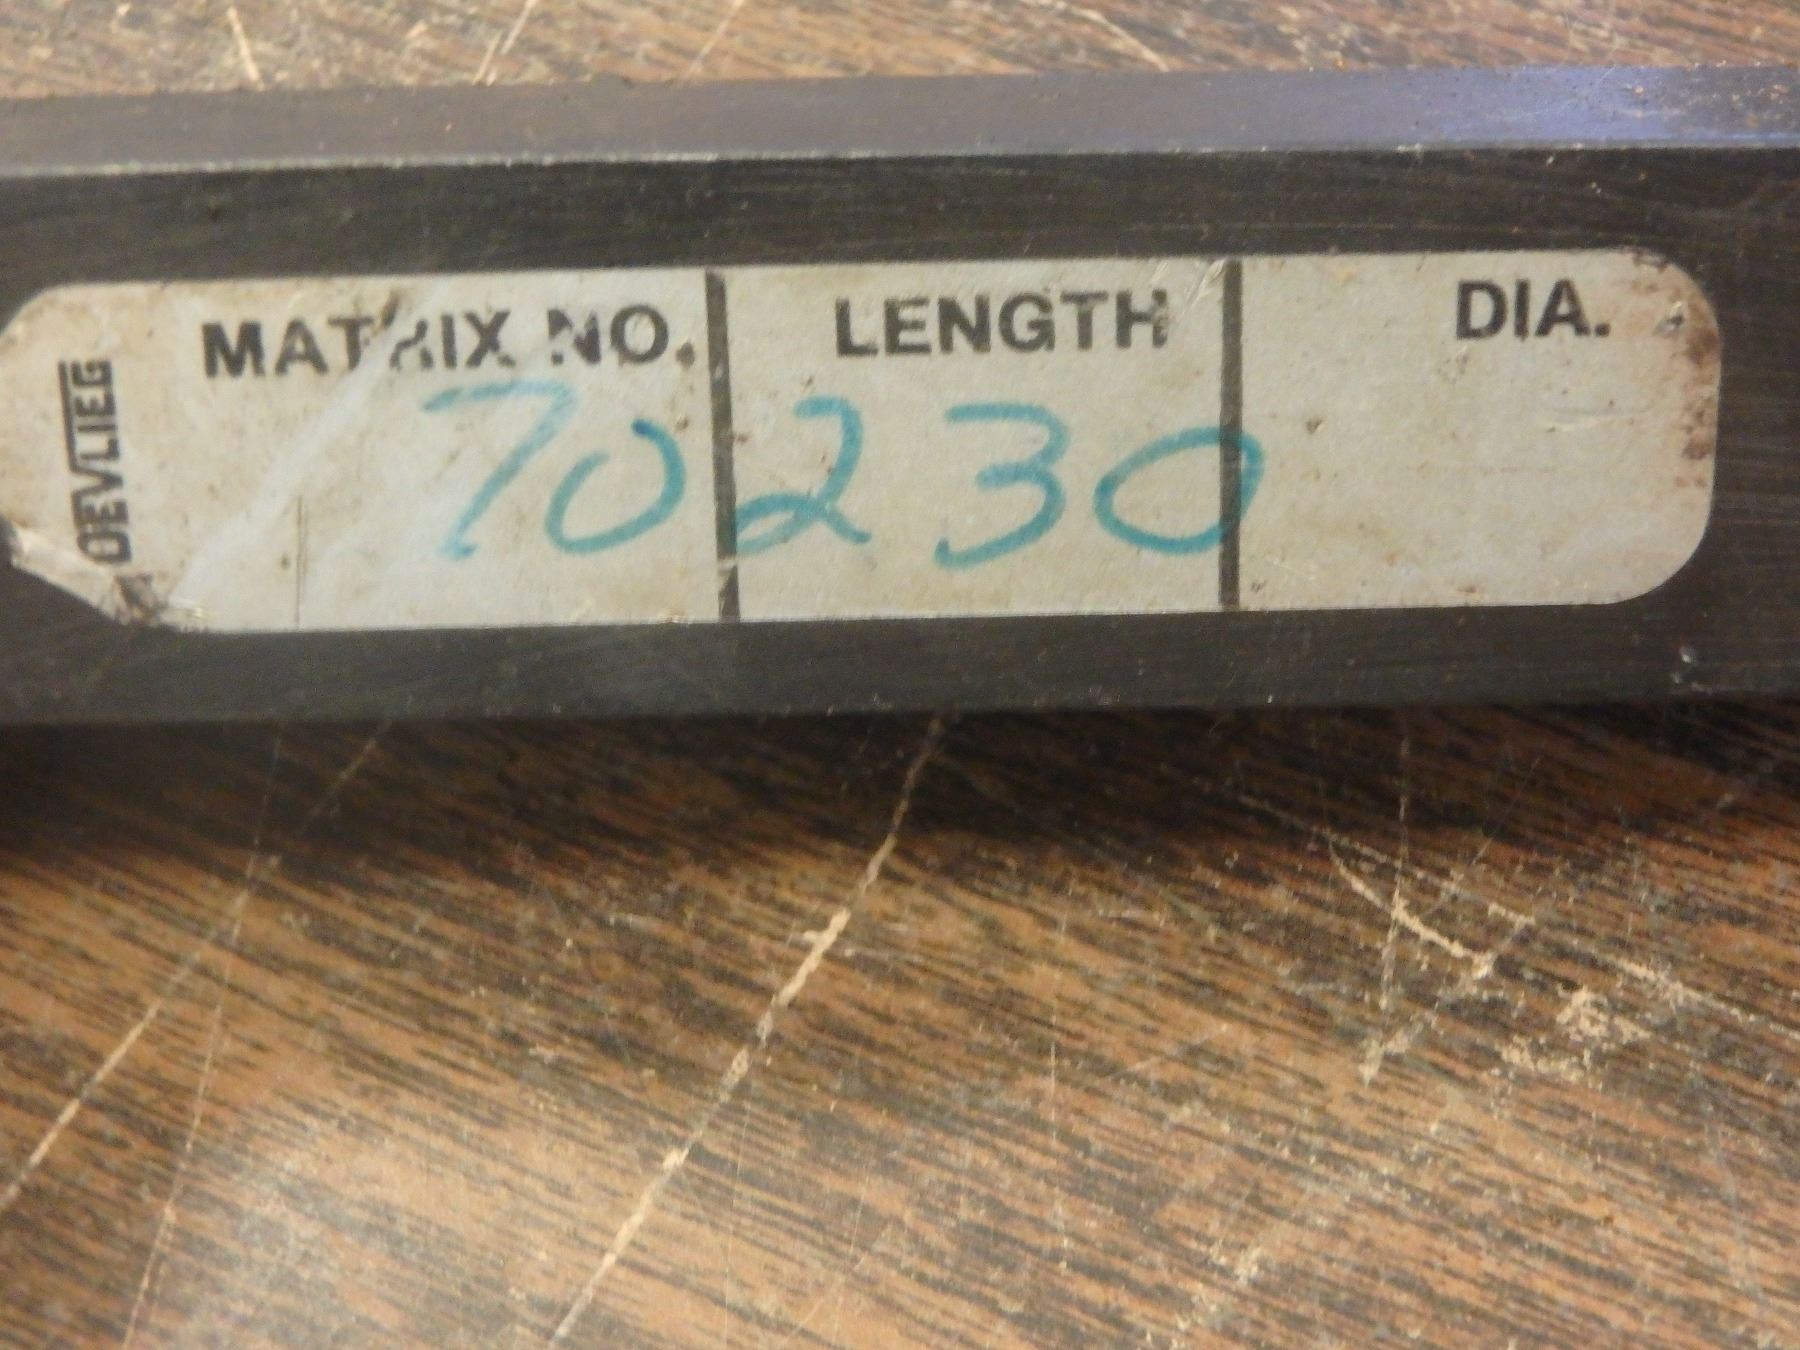 DEVLIEG
MATRIX NO. LENGTH DIA.
70230